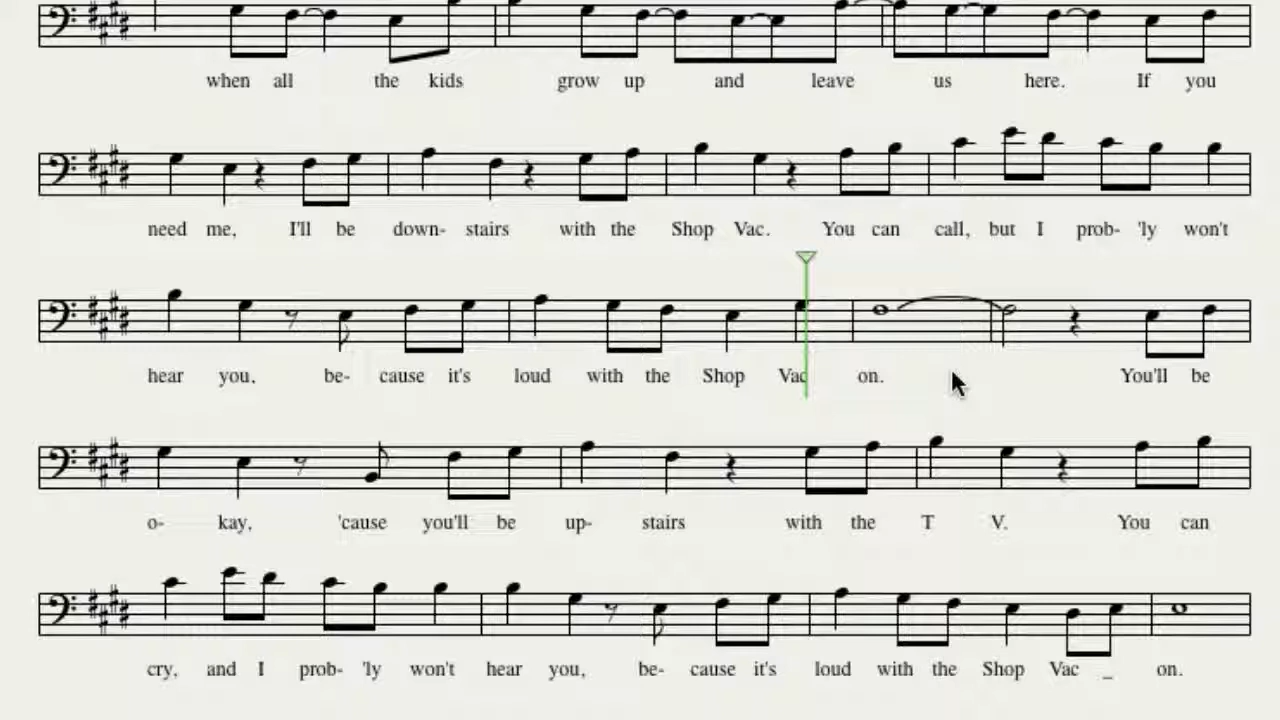 when all the kids grow up and leave us here. If you
need me, I'll be down- stairs with the Shop Vac. You can call, but I prob- 'ly won't
hear you, be- cause it's loud with the Shop Vac on. You'll be
o- kay, 'cause you'll be up- stairs with the T V. You can
cry, and I prob- 'ly won't hear you, be- cause it's loud with the Shop Vac _ on.